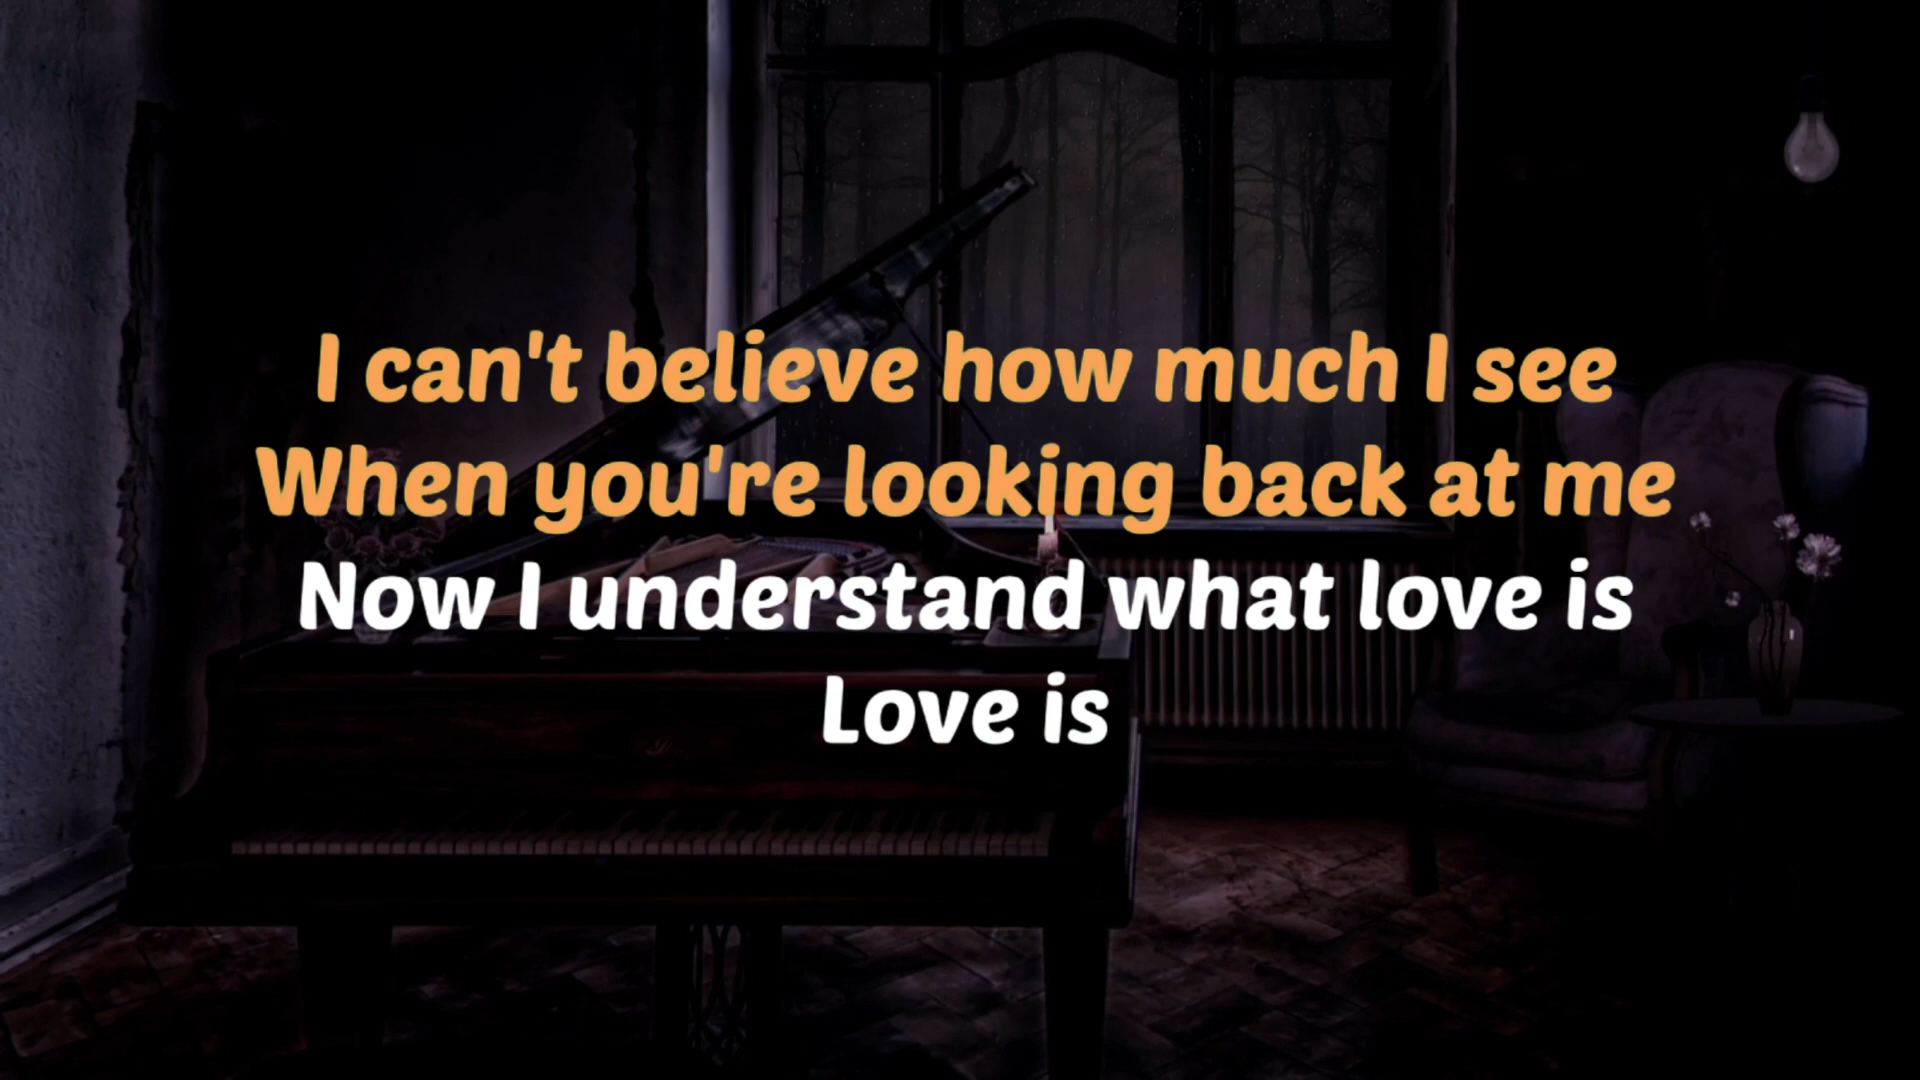 I can't believe how much I see
When you're looking back at me
Now I understand what love is
Love is